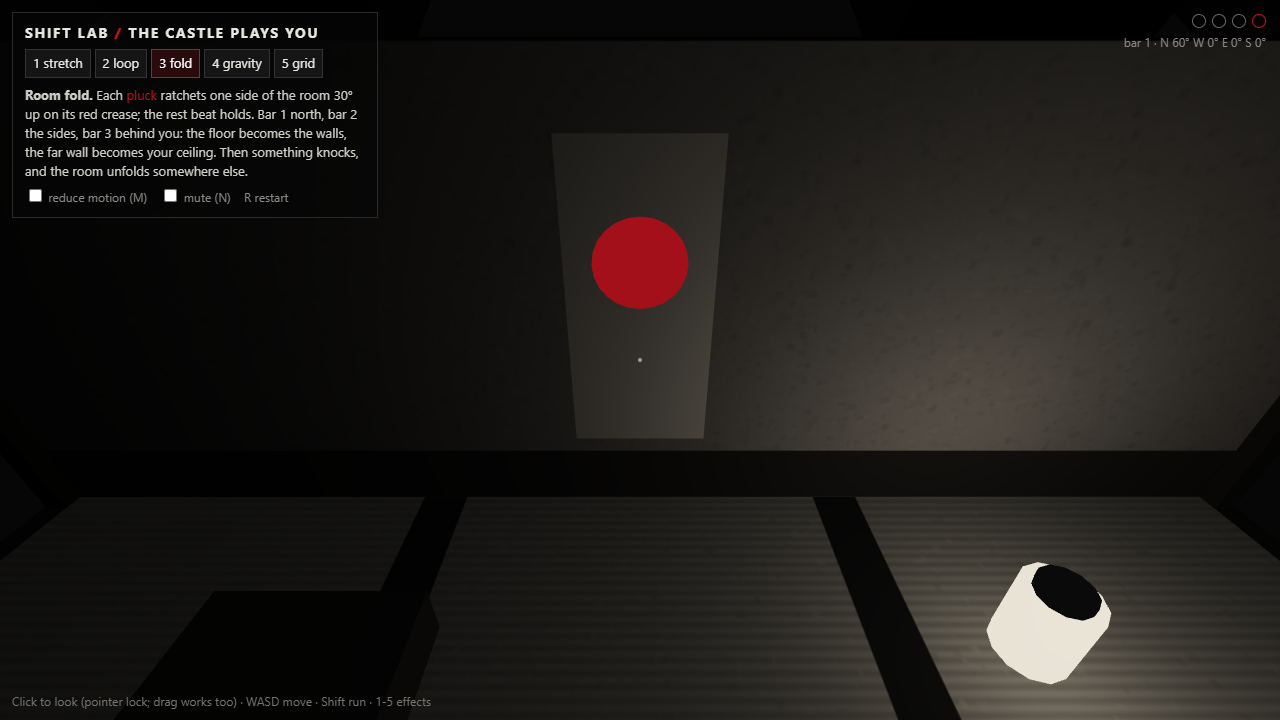 SHIFT LAB / THE CASTLE PLAYS YOU
1 stretch 2 loop 3 fold 4 gravity 5 grid
Room fold. Each pluck ratchets one side of the room 30°
up on its red crease; the rest beat holds. Bar 1 north, bar 2
the sides, bar 3 behind you: the floor becomes the walls,
the far wall becomes your ceiling. Then something knocks,
and the room unfolds somewhere else.
reduce motion (M) mute (N) R restart
bar 1 · N 60° W 0° E 0° S 0°
Click to look (pointer lock; drag works too) · WASD move · Shift run · 1-5 effects